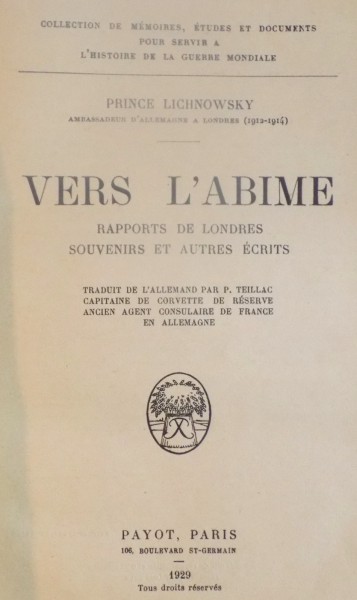 COLLECTION DE MÉMOIRES, ÉTUDES ET DOCUMENTS
POUR SERVIR A
L'HISTOIRE DE LA GUERRE MONDIALE
PRINCE LICHNOWSKY
AMBASSADEUR D'ALLEMAGNE A LONDRES (1912-1914)
VERS L'ABIME
RAPPORTS DE LONDRES
SOUVENIRS ET AUTRES ÉCRITS
TRADUIT DE L'ALLEMAND PAR P. TEILLAC
CAPITAINE DE CORVETTE DE RÉSERVE
ANCIEN AGENT CONSULAIRE DE FRANCE
EN ALLEMAGNE
PAYOT, PARIS
106, BOULEVARD ST-GERMAIN
1929
Tous droits réservés